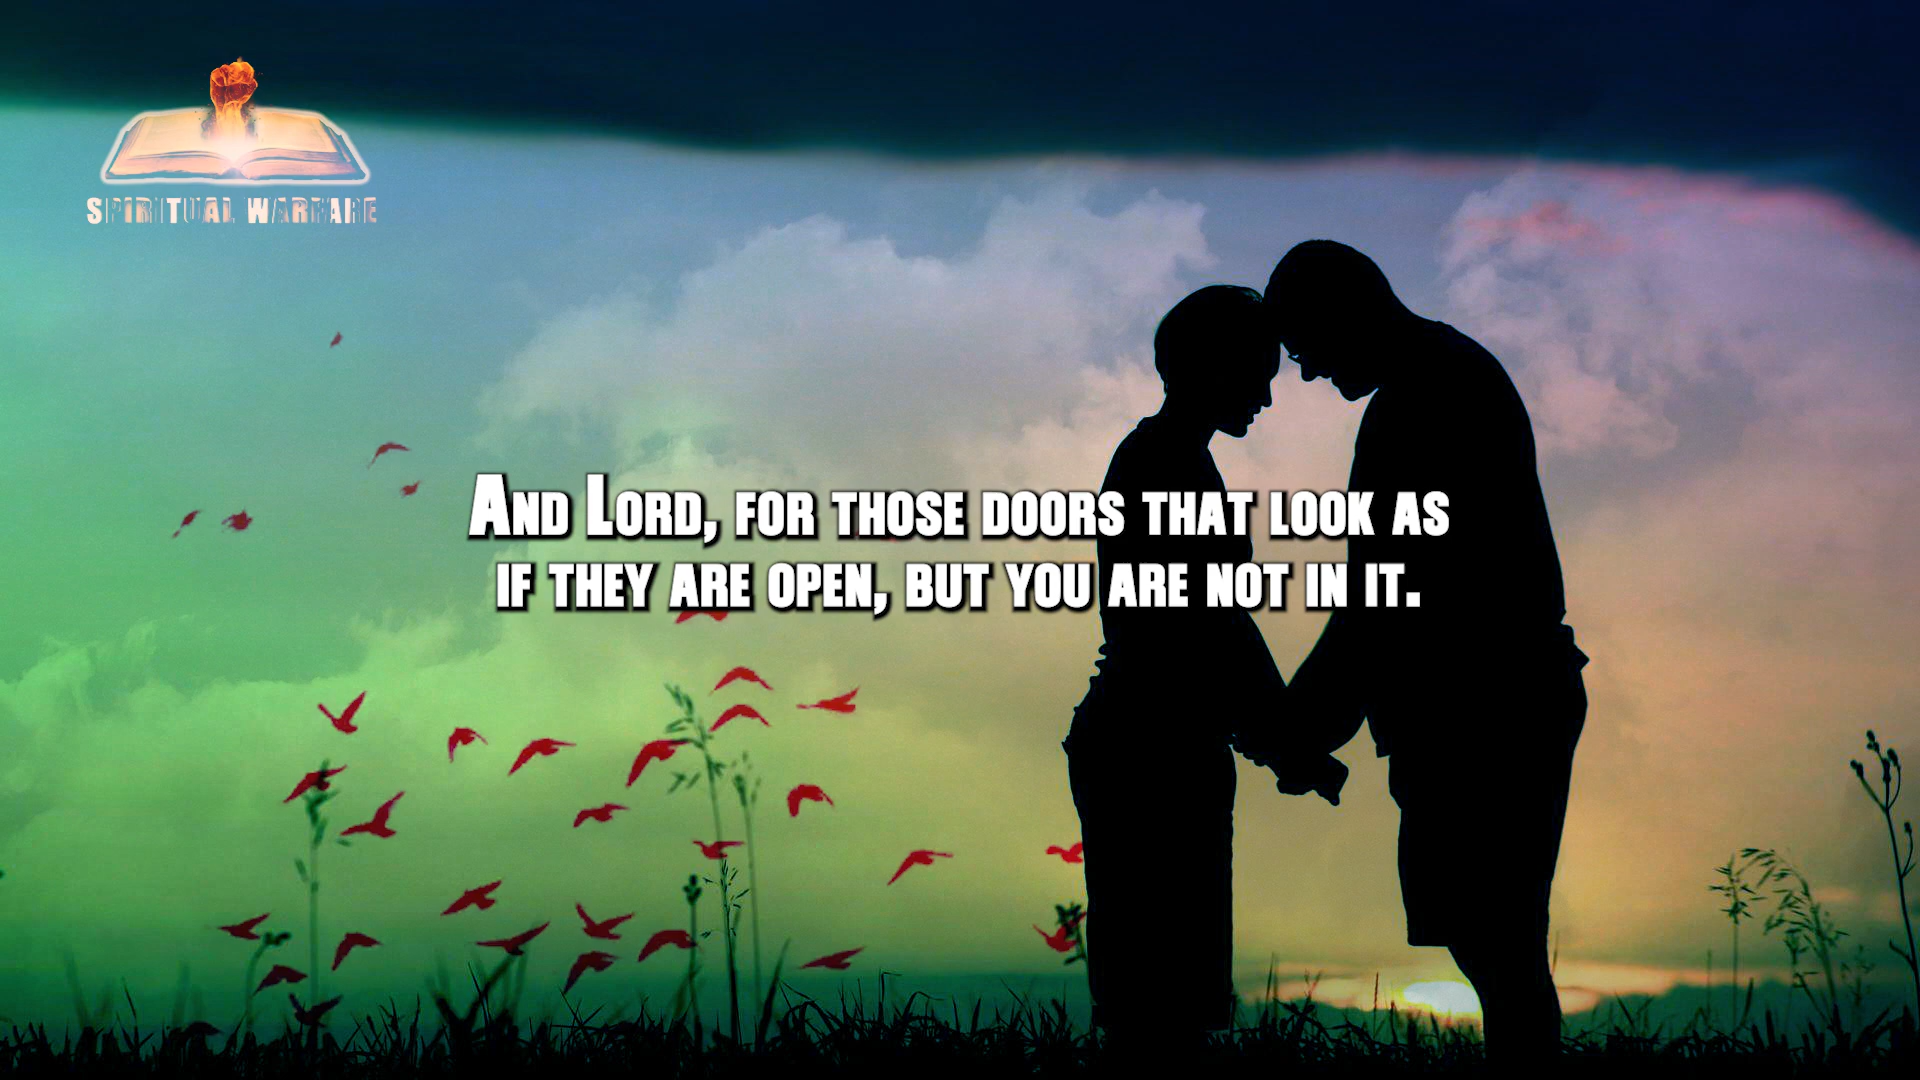 SPIRITUAL WARFARE
And Lord, for those doors that look as
if they are open, but you are not in it.